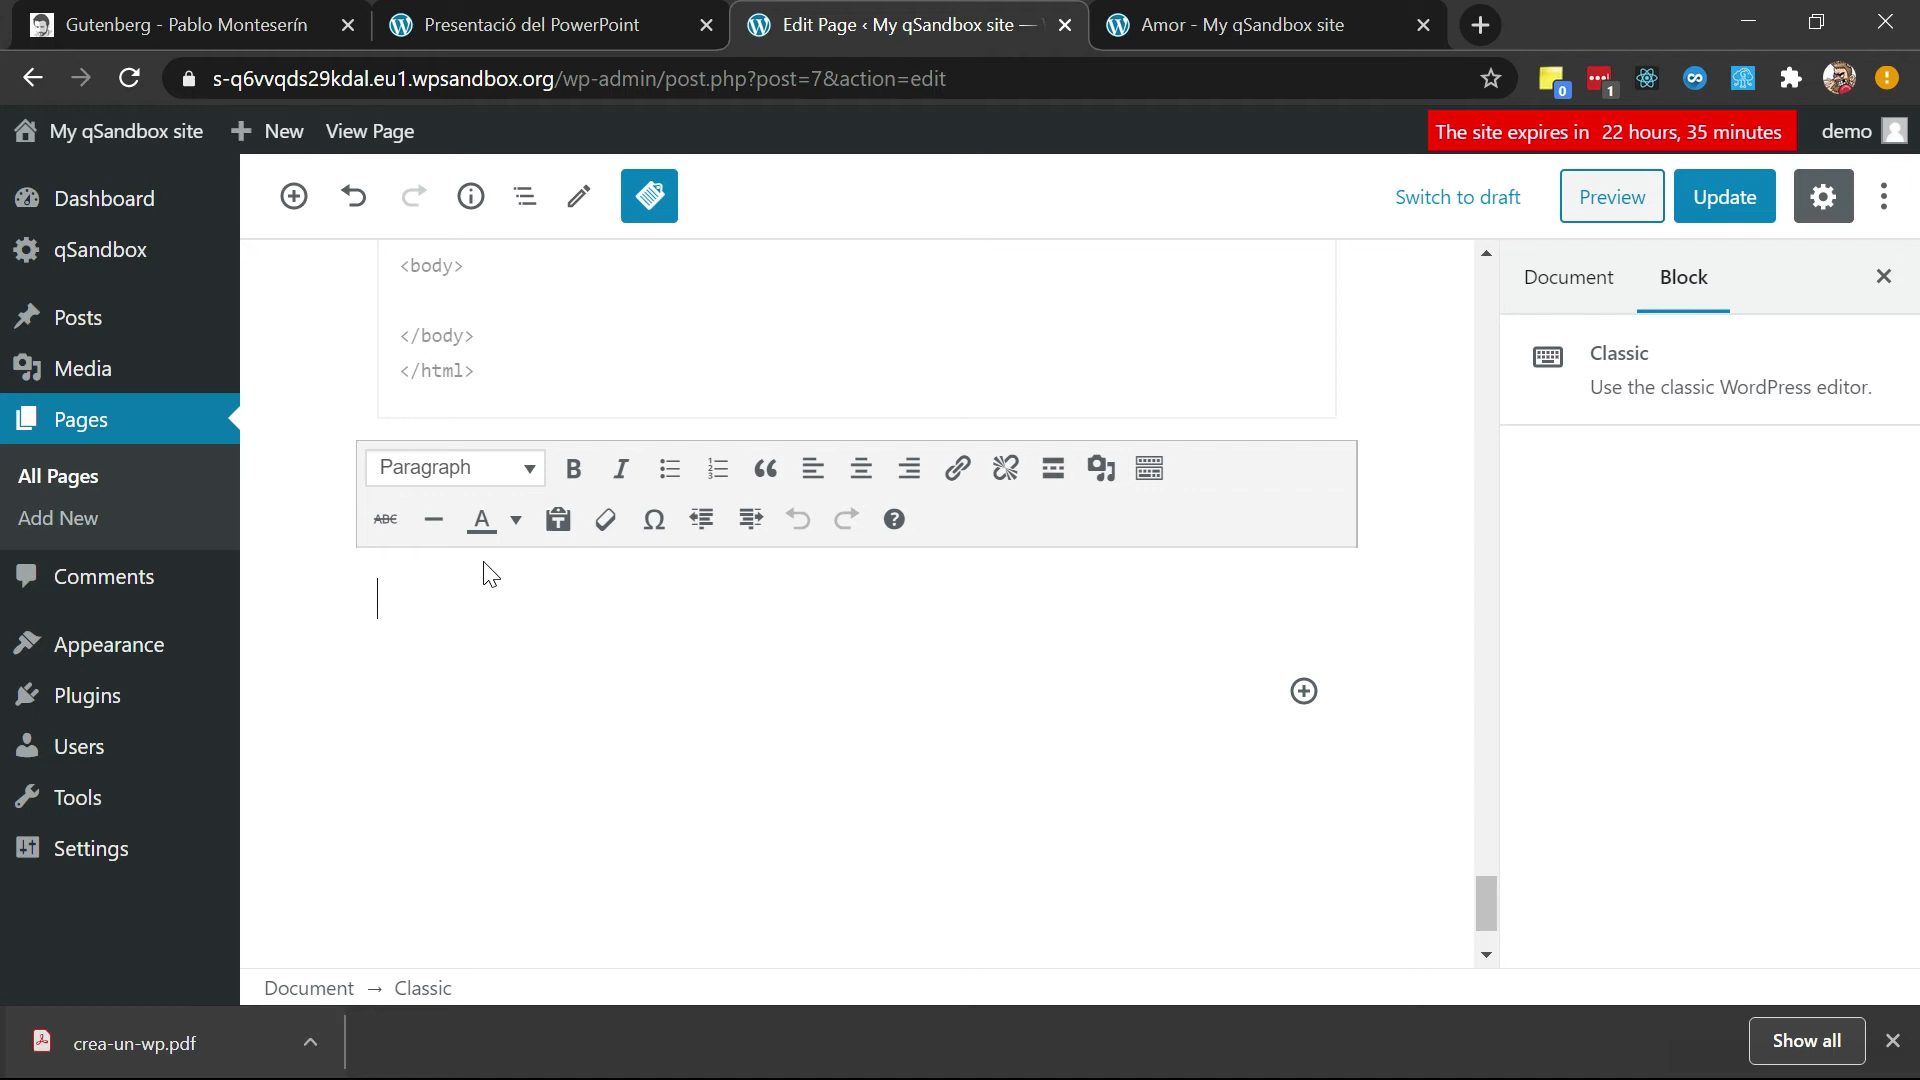 Gutenberg - Pablo Monteserín
Presentació del PowerPoint
Edit Page ‹ My qSandbox site —
Amor - My qSandbox site
s-q6vvqds29kdal.eu1.wpsandbox.org/wp-admin/post.php?post=7&action=edit
0
1
My qSandbox site
New
View Page
The site expires in 22 hours, 35 minutes
demo
Dashboard
qSandbox
Posts
Media
Pages
All Pages
Add New
Comments
Appearance
Plugins
Users
Tools
Settings
Switch to draft
Preview
Update
<body>
</body>
</html>
Paragraph
B
I
ABC
A
Document
Block
Classic
Use the classic WordPress editor.
Document → Classic
crea-un-wp.pdf
Show all